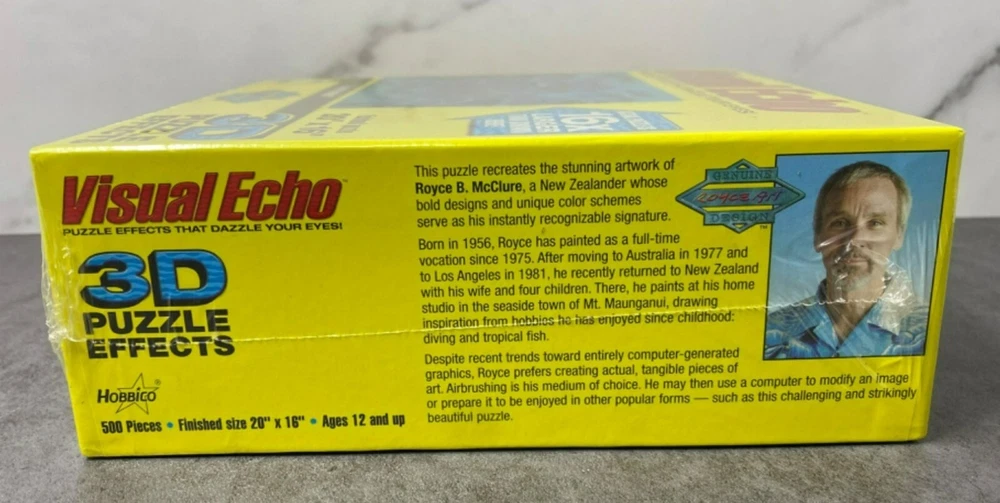 Visual Echo™
PUZZLE EFFECTS THAT DAZZLE YOUR EYES!
3D
PUZZLE
EFFECTS
HOBBICO®
500 Pieces • Finished size 20" x 16" • Ages 12 and up
This puzzle recreates the stunning artwork of
Royce B. McClure, a New Zealander whose
bold designs and unique color schemes
serve as his instantly recognizable signature.
Born in 1956, Royce has painted as a full-time
vocation since 1975. After moving to Australia in 1977 and
to Los Angeles in 1981, he recently returned to New Zealand
with his wife and four children. There, he paints at his home
studio in the seaside town of Mt. Maunganui, drawing
inspiration from hobbies he has enjoyed since childhood:
diving and tropical fish.
Despite recent trends toward entirely computer-generated
graphics, Royce prefers creating actual, tangible pieces of
art. Airbrushing is his medium of choice. He may then use a computer to modify an image
or prepare it to be enjoyed in other popular forms — such as this challenging and strikingly
beautiful puzzle.
GENUINE
DESIGN™